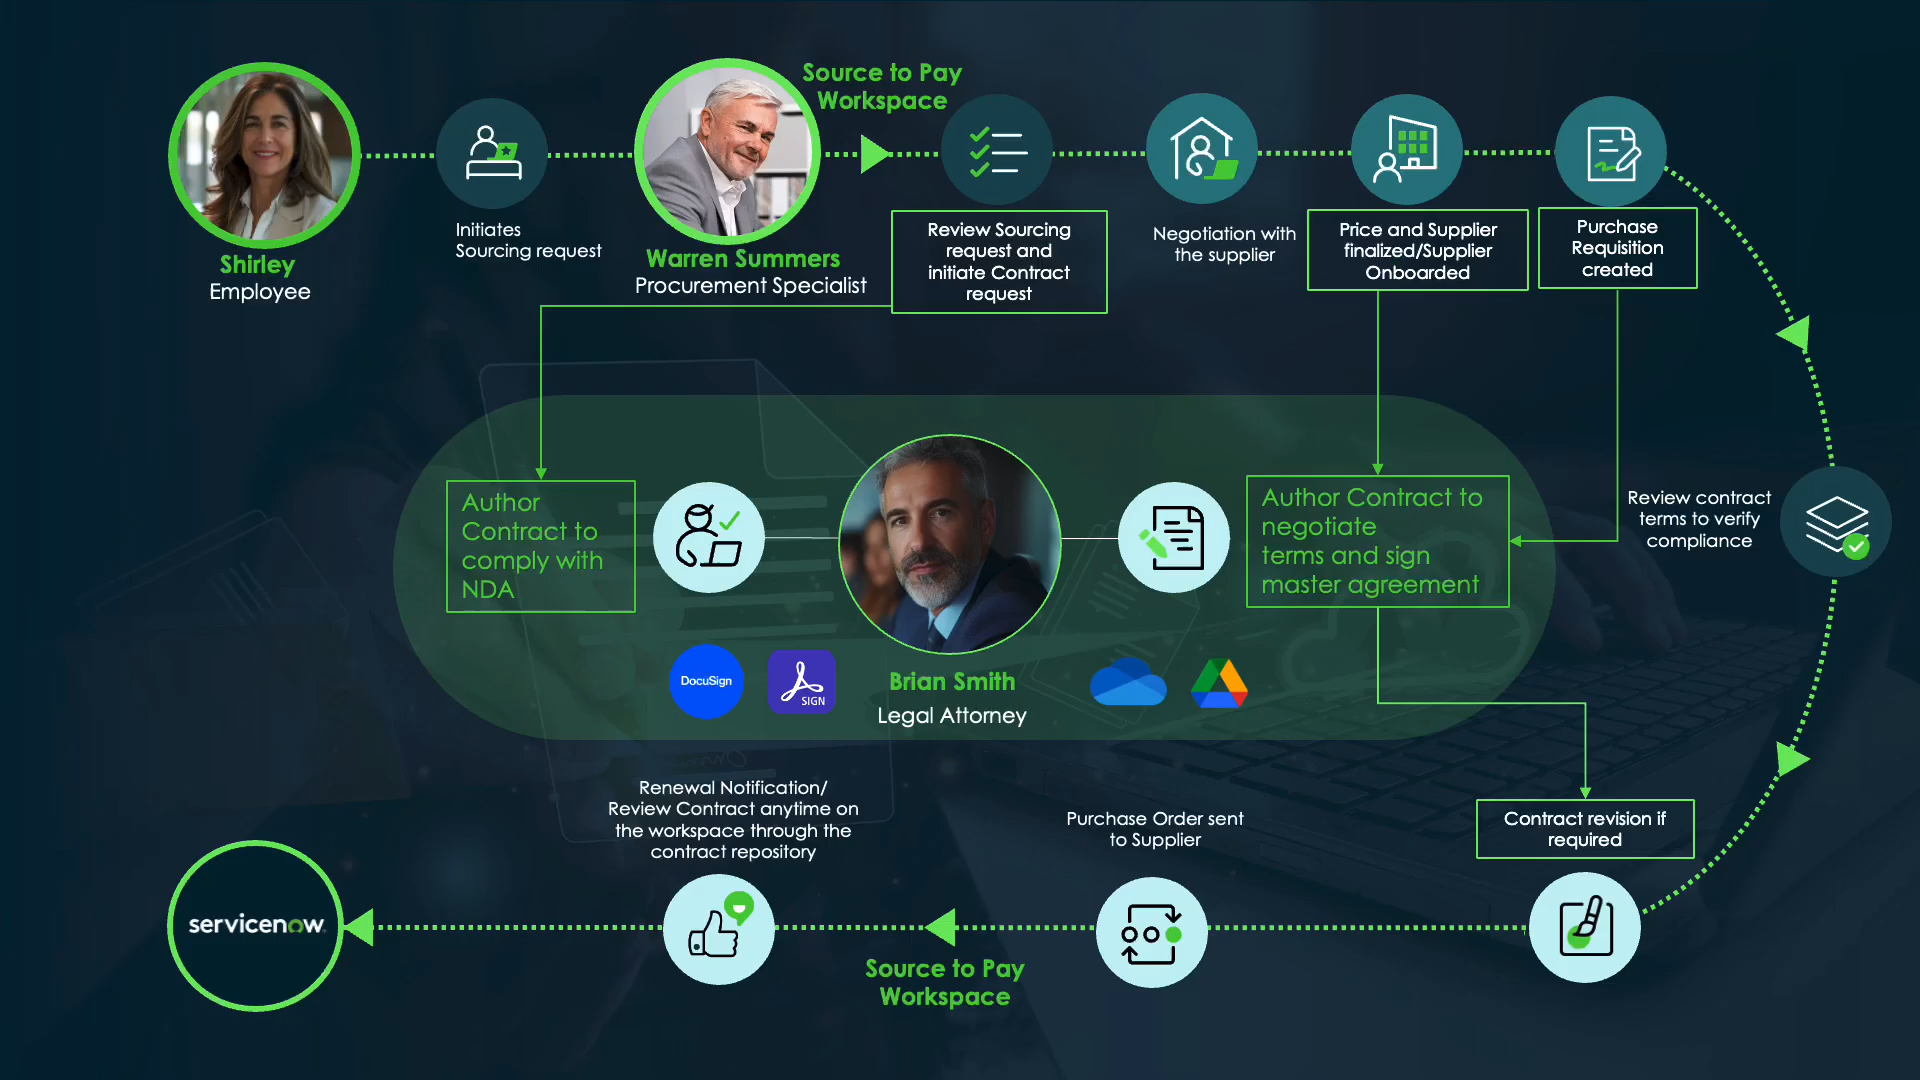 Source to Pay
Workspace
Shirley
Employee
Initiates
Sourcing request
Warren Summers
Procurement Specialist
Review Sourcing
request and
initiate Contract
request
Negotiation with
the supplier
Price and Supplier
finalized/Supplier
Onboarded
Purchase
Requisition
created
Author
Contract to
comply with
NDA
Author Contract to
negotiate
terms and sign
master agreement
Review contract
terms to verify
compliance
DocuSign
SIGN
Brian Smith
Legal Attorney
Renewal Notification/
Review Contract anytime on
the workspace through the
contract repository
Purchase Order sent
to Supplier
Contract revision if
required
servicenow
Source to Pay
Workspace